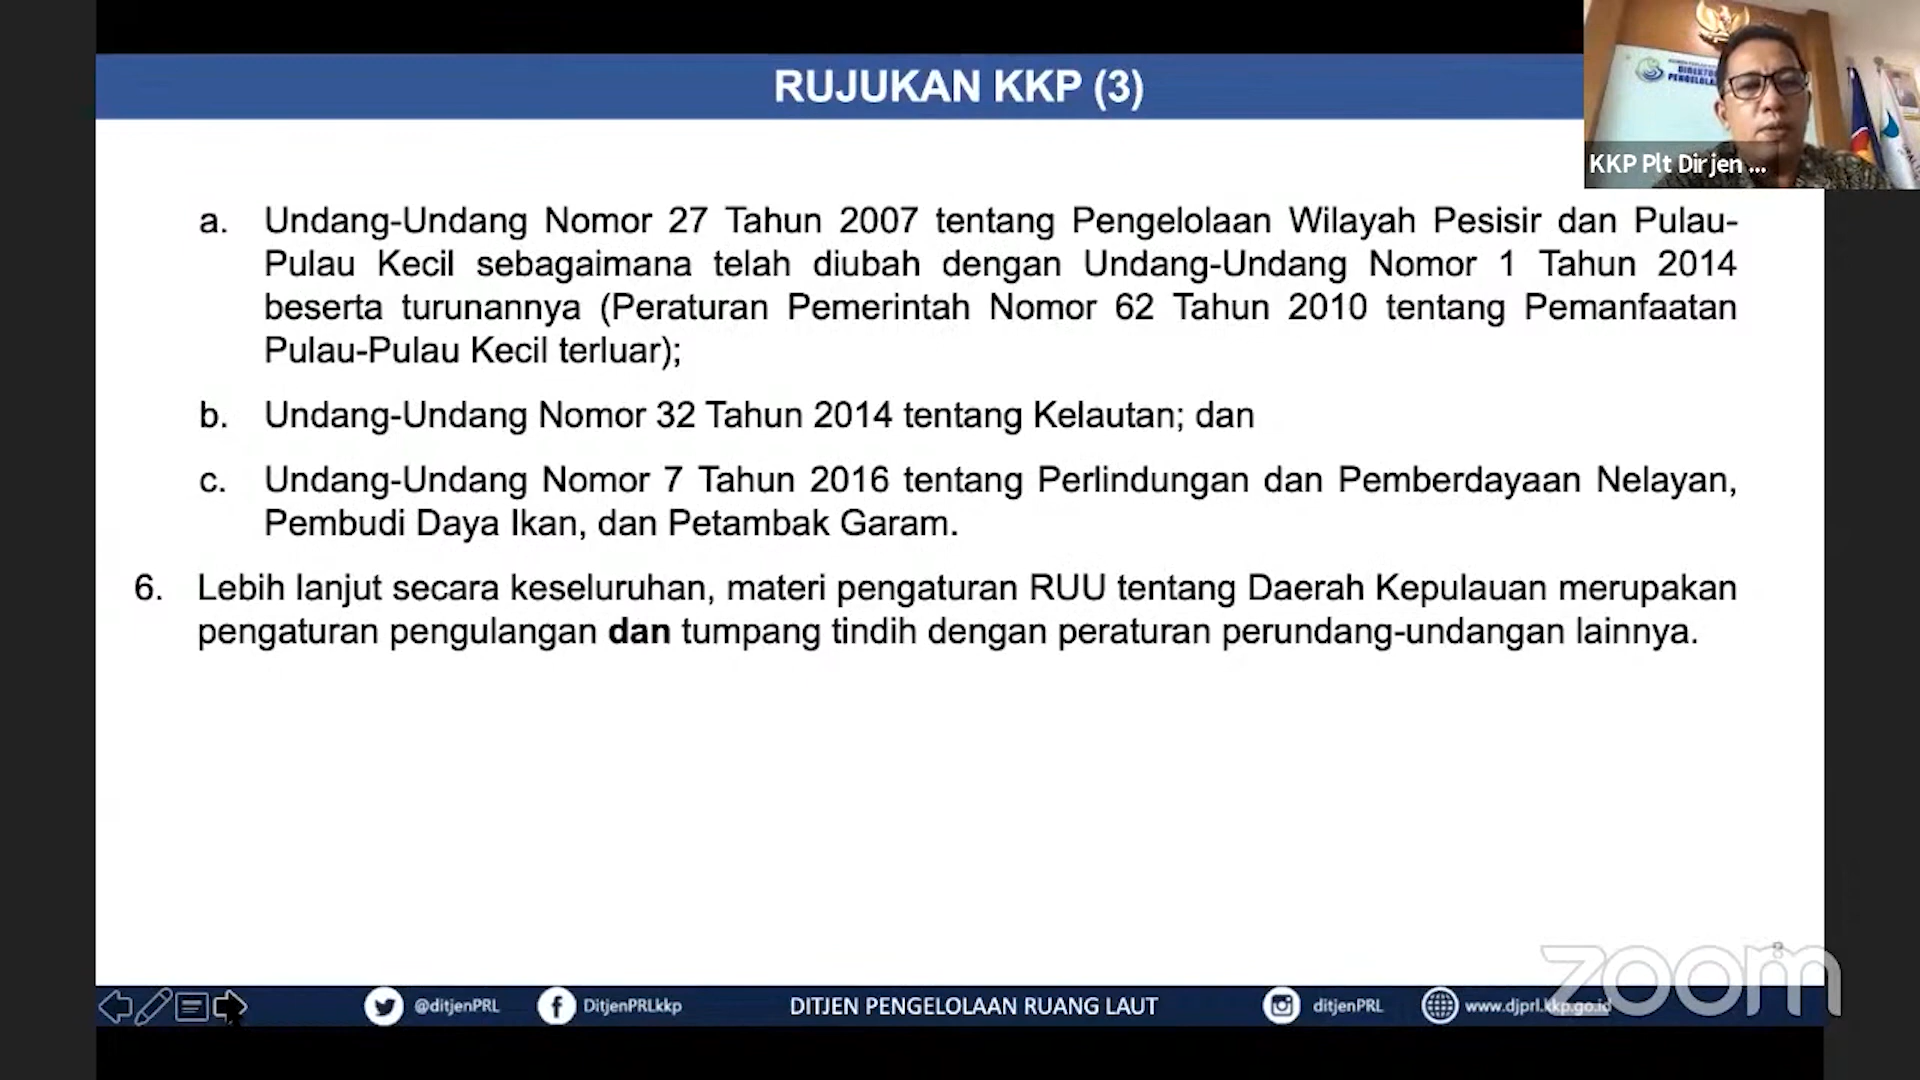 RUJUKAN KKP (3)
KKP Plt Dirjen ...
a. Undang-Undang Nomor 27 Tahun 2007 tentang Pengelolaan Wilayah Pesisir dan Pulau-
Pulau Kecil sebagaimana telah diubah dengan Undang-Undang Nomor 1 Tahun 2014
beserta turunannya (Peraturan Pemerintah Nomor 62 Tahun 2010 tentang Pemanfaatan
Pulau-Pulau Kecil terluar);
b. Undang-Undang Nomor 32 Tahun 2014 tentang Kelautan; dan
c. Undang-Undang Nomor 7 Tahun 2016 tentang Perlindungan dan Pemberdayaan Nelayan,
Pembudi Daya Ikan, dan Petambak Garam.
6. Lebih lanjut secara keseluruhan, materi pengaturan RUU tentang Daerah Kepulauan merupakan
pengaturan pengulangan dan tumpang tindih dengan peraturan perundang-undangan lainnya.
zoom
@ditjenPRL
DitjenPRLkkp
DITJEN PENGELOLAAN RUANG LAUT
ditjenPRL
www.djprl.kkp.go.id